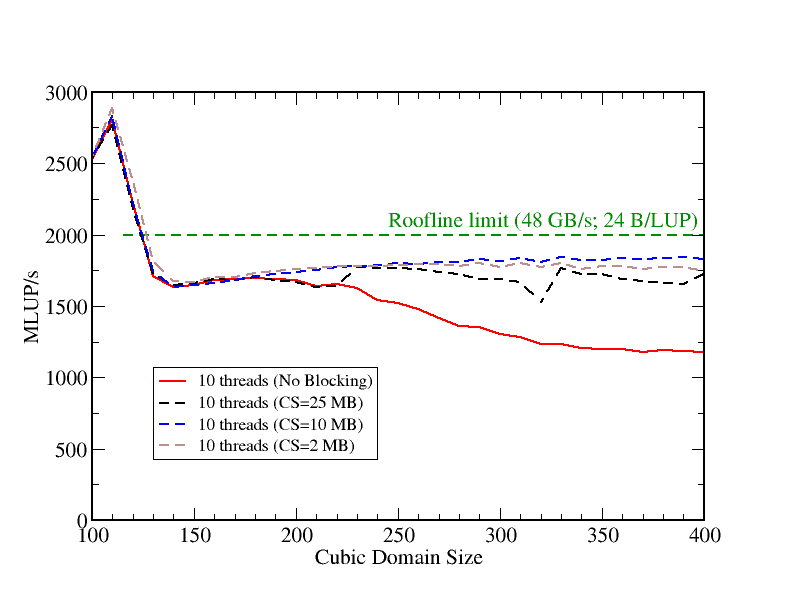 3000
2500
2000
1500
1000
500
0
MLUP/s
Roofline limit (48 GB/s; 24 B/LUP)
10 threads (No Blocking)
10 threads (CS=25 MB)
10 threads (CS=10 MB)
10 threads (CS=2 MB)
100 150 200 250 300 350 400
Cubic Domain Size